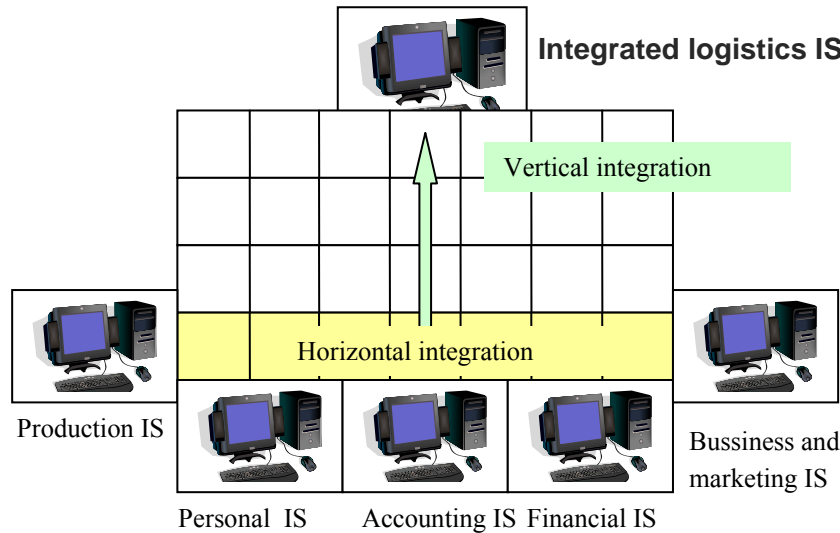 Integrated logistics IS
Vertical integration
Horizontal integration
Production IS
Bussiness and
marketing IS
Personal IS
Accounting IS
Financial IS